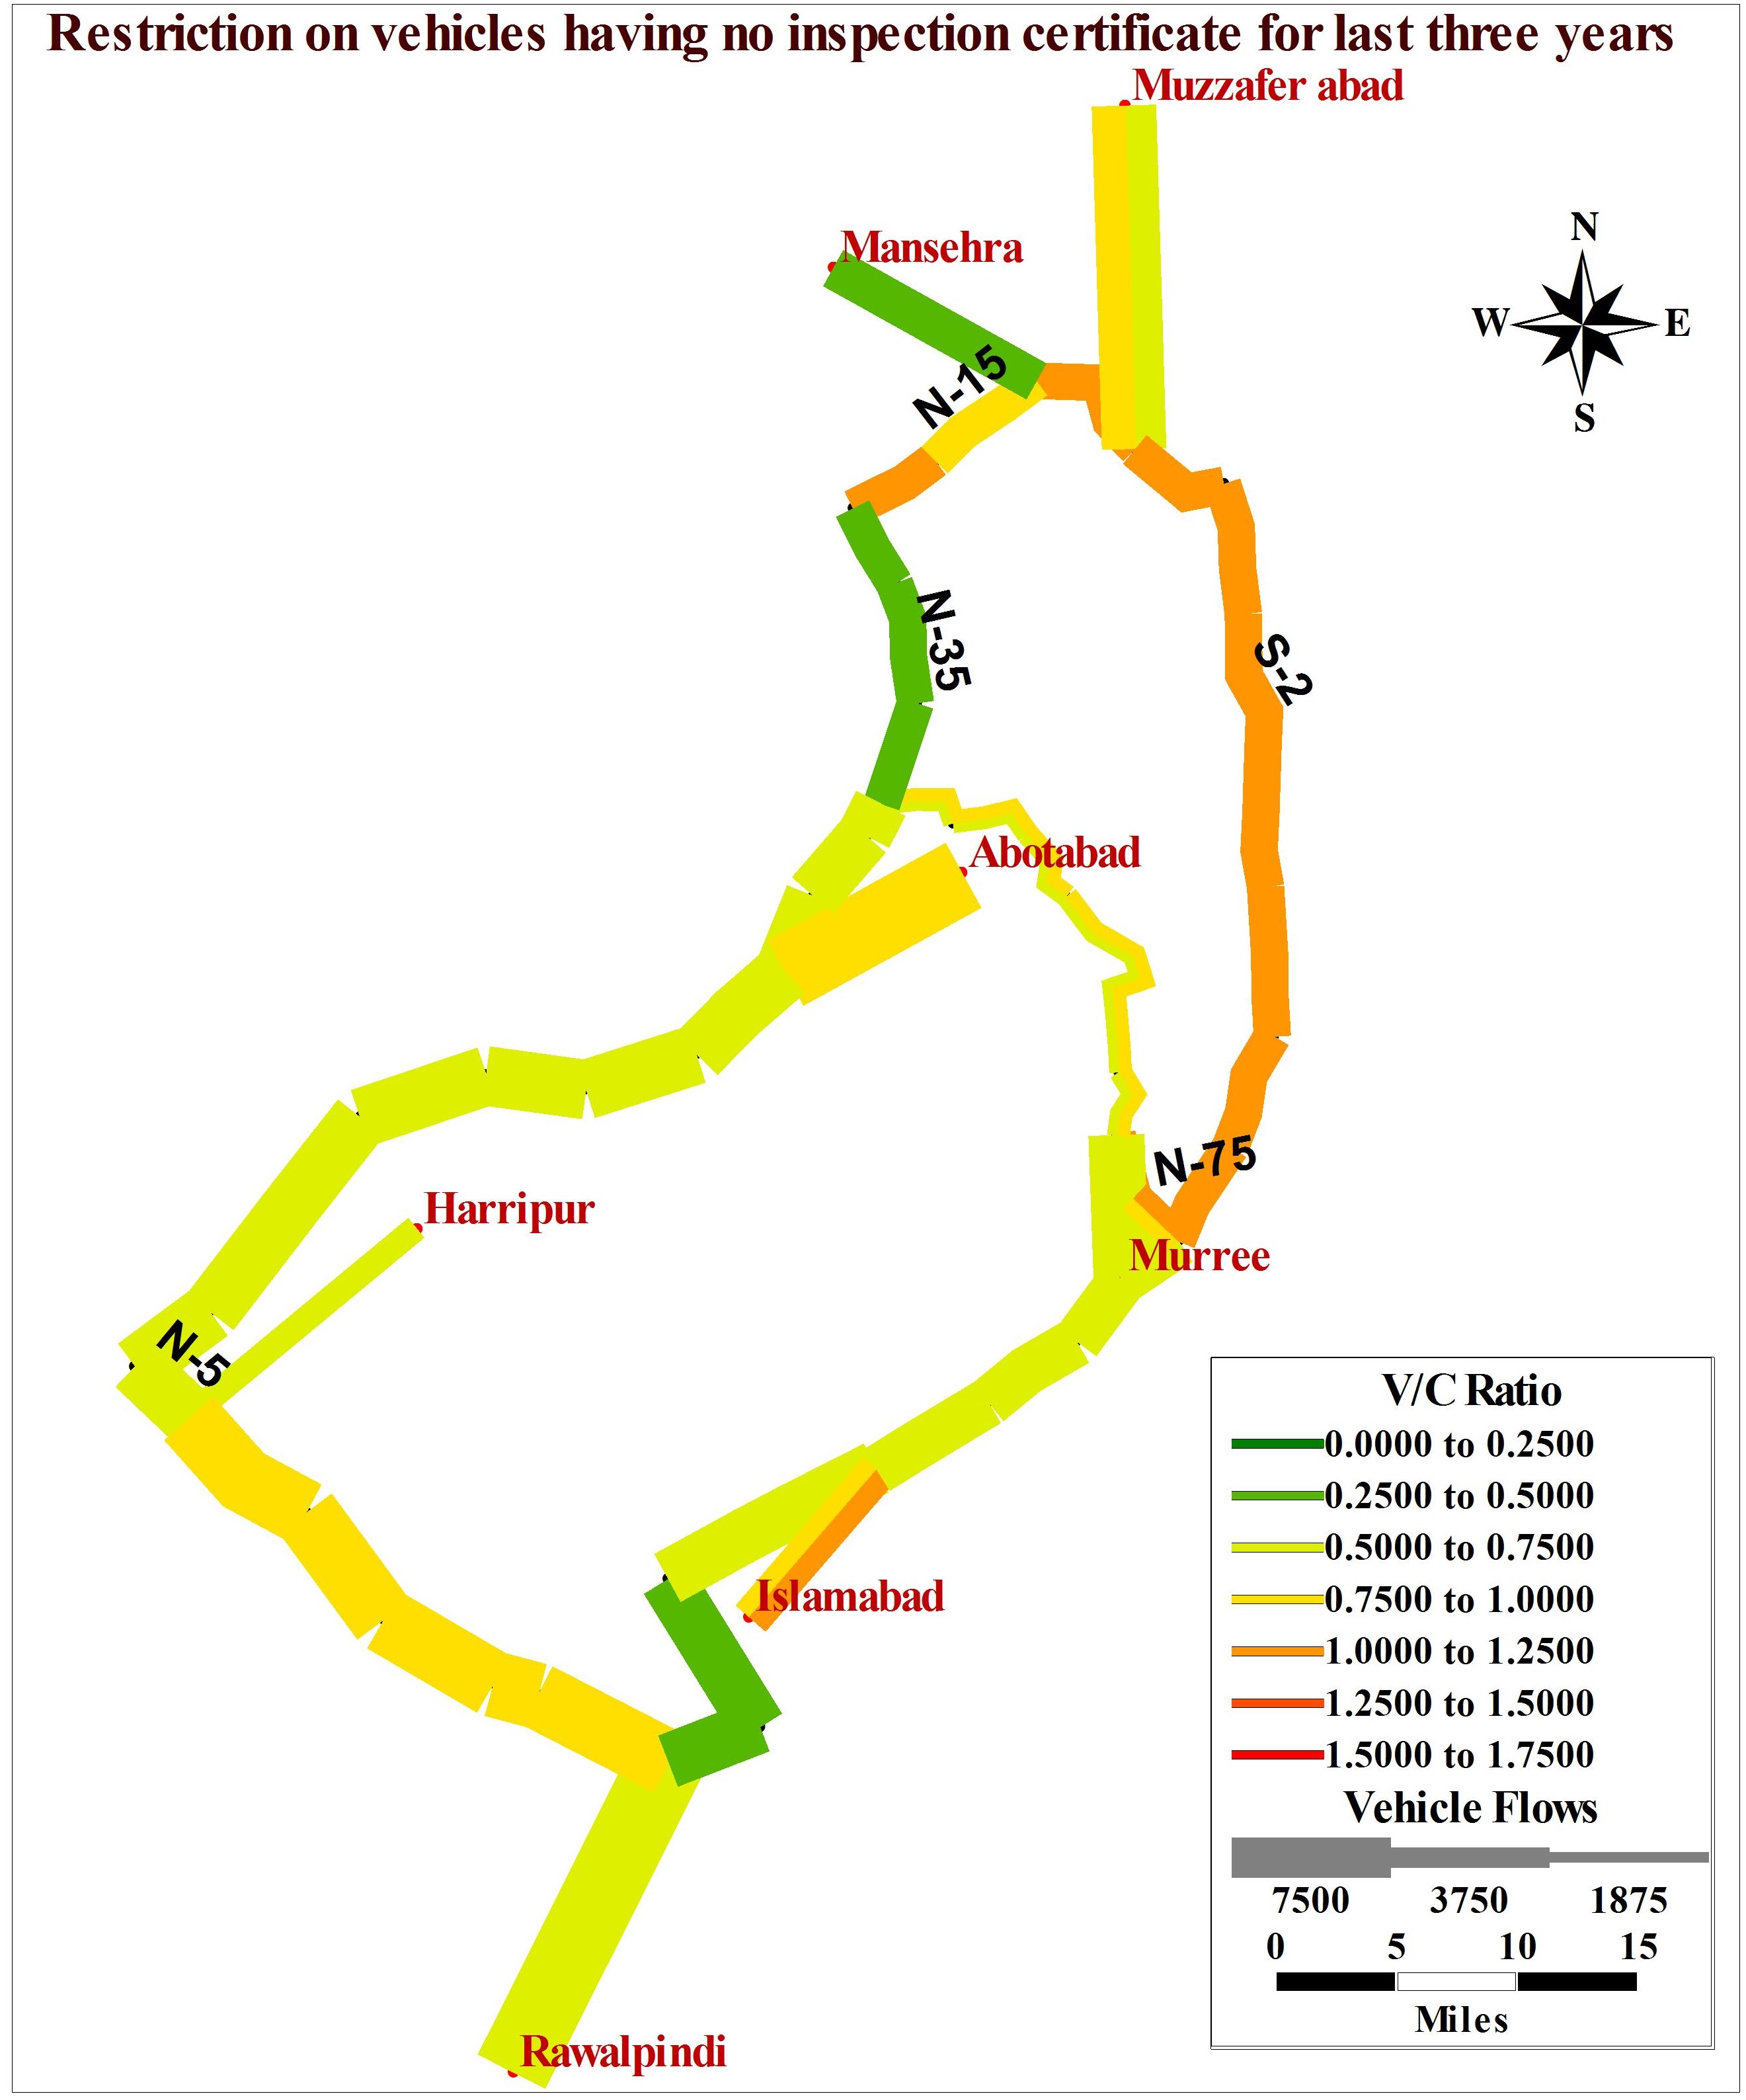 Restriction on vehicles having no inspection certificate for last three years
Muzzafer abad
N
Mansehra
W
E
N-15
S
N-35
S-2
Abotabad
N-75
Harripur
Murree
N-5
V/C Ratio
0.0000 to 0.2500
0.2500 to 0.5000
0.5000 to 0.7500
0.7500 to 1.0000
1.0000 to 1.2500
1.2500 to 1.5000
1.5000 to 1.7500
Islamabad
Vehicle Flows
7500 3750 1875
0 5 10 15
Miles
Rawalpindi